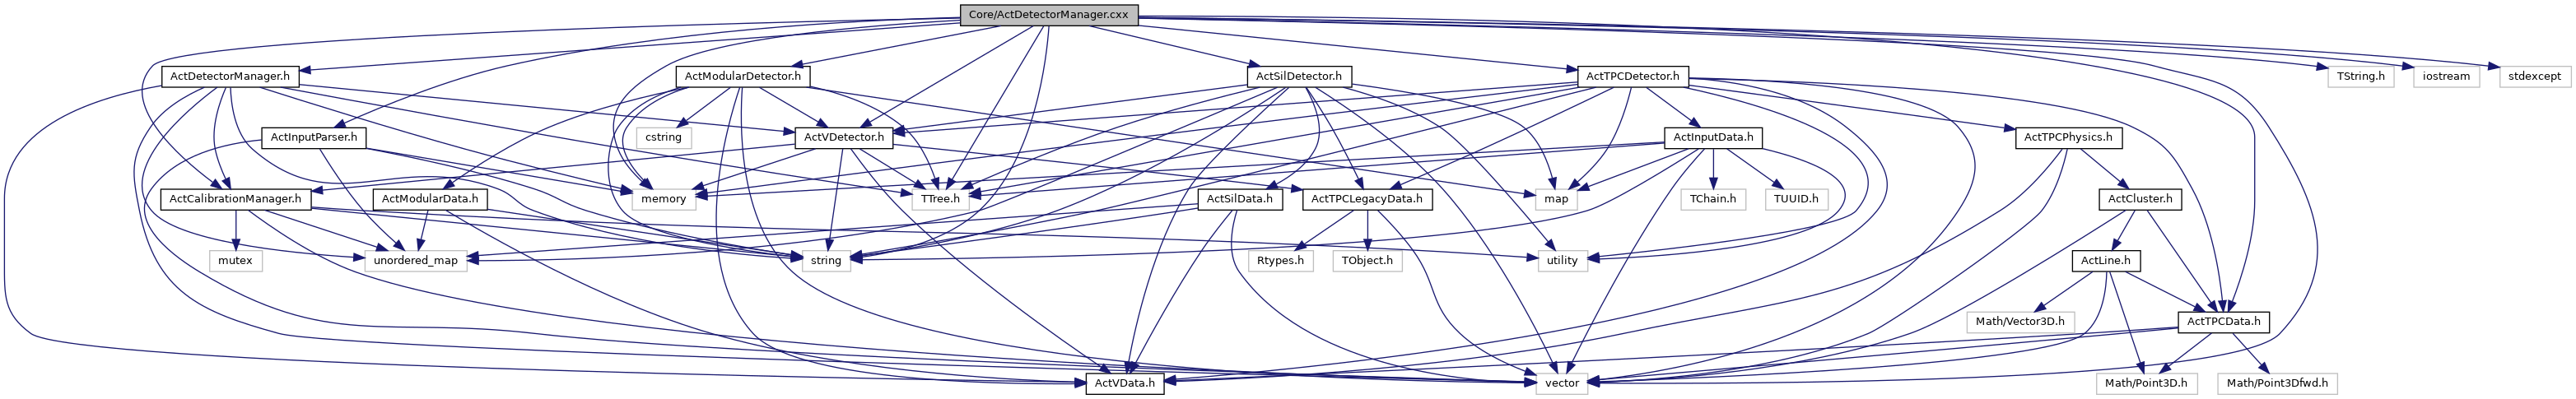 Core/ActDetectorManager.cxx
ActDetectorManager.h
ActModularDetector.h
ActSilDetector.h
ActTPCDetector.h
TString.h
iostream
stdexcept
ActInputParser.h
cstring
ActVDetector.h
ActInputData.h
ActTPCPhysics.h
ActCalibrationManager.h
ActModularData.h
memory
TTree.h
map
ActSilData.h
ActTPCLegacyData.h
TChain.h
TUUID.h
ActCluster.h
mutex
unordered_map
string
utility
Rtypes.h
TObject.h
ActLine.h
Math/Vector3D.h
ActTPCData.h
ActVData.h
vector
Math/Point3D.h
Math/Point3Dfwd.h